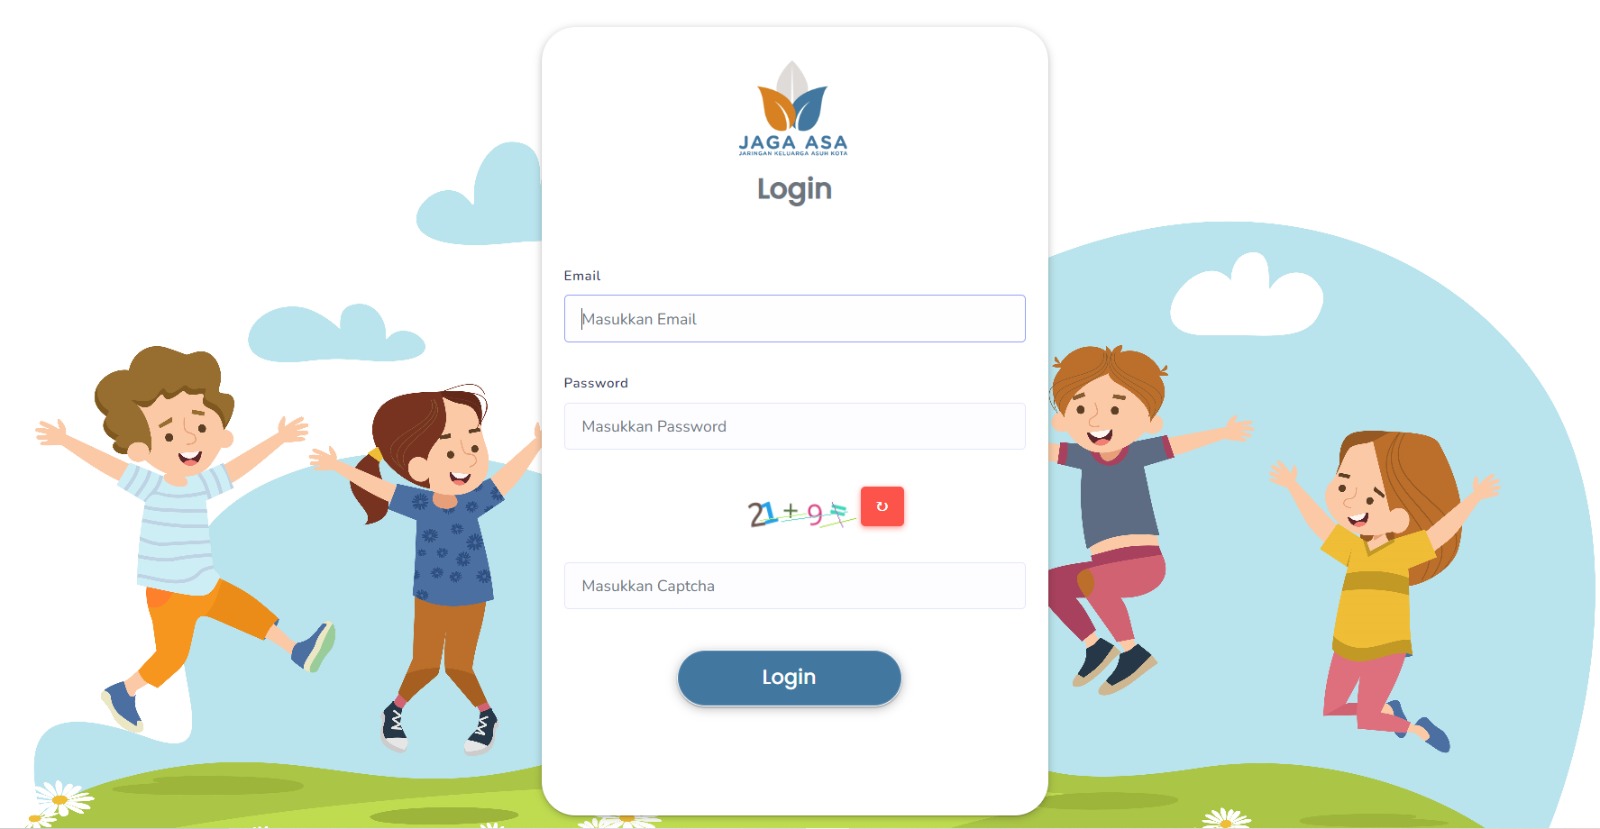 JAGA ASA
JARINGAN KELUARGA ASUH KOTA
Login
Email
Masukkan Email
Password
Masukkan Password
21 + 9 =
↻
Masukkan Captcha
Login